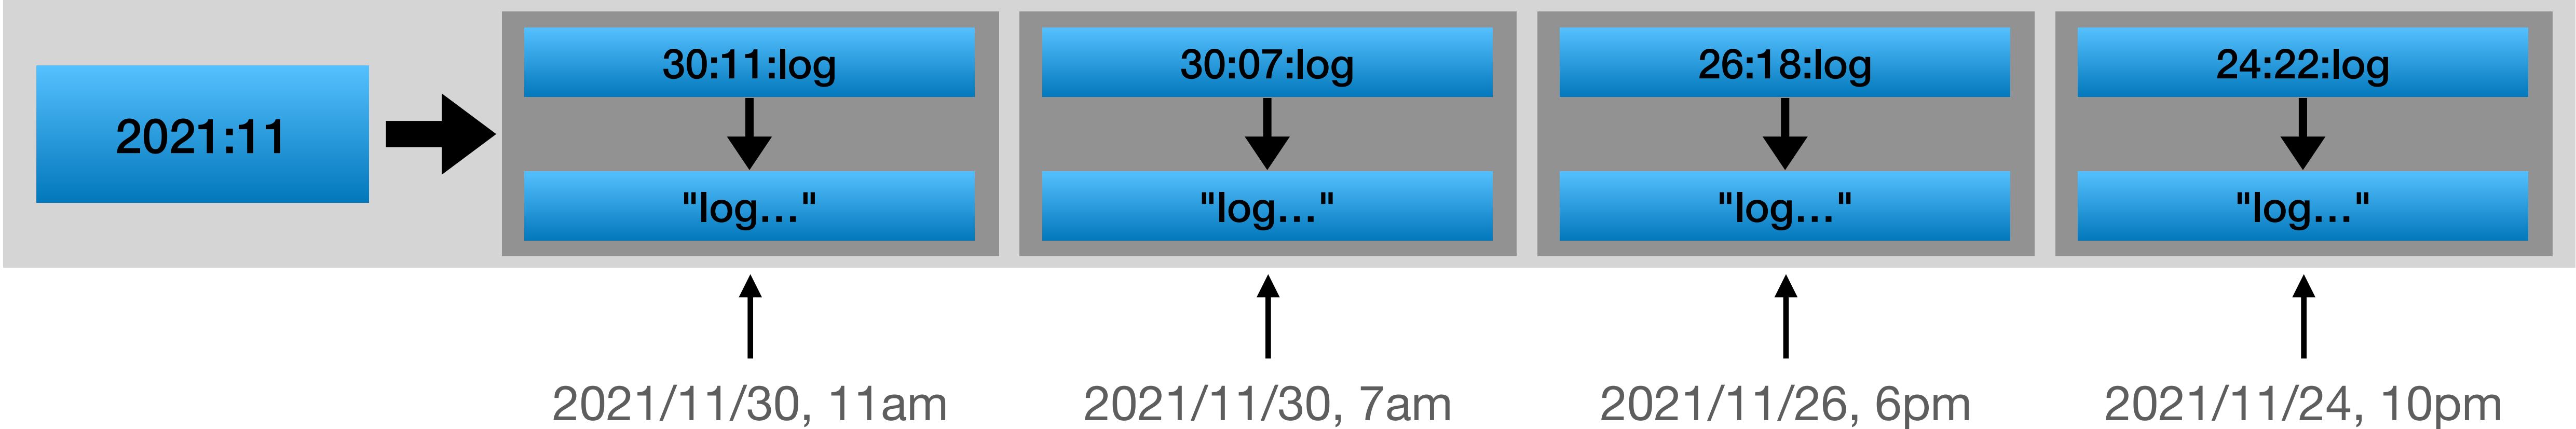 2021:11
30:11:log
"log..."
2021/11/30, 11am
30:07:log
"log..."
2021/11/30, 7am
26:18:log
"log..."
2021/11/26, 6pm
24:22:log
"log..."
2021/11/24, 10pm